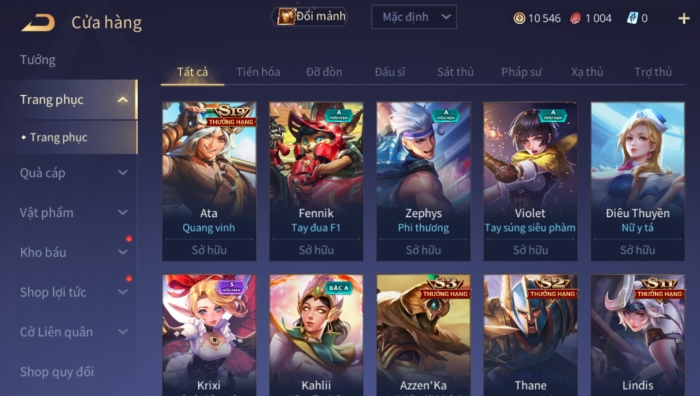 Cửa hàng
Đổi mảnh
Mặc định
10 546
1 004
0
Tướng
Trang phục
Trang phục
Quà cáp
Vật phẩm
Kho báu
Shop lợi tức
Cờ Liên quân
Shop quy đổi
Tất cả Tiến hóa Đỡ đòn Đấu sĩ Sát thủ Pháp sư Xạ thủ Trợ thủ
S19
THƯỜNG HẠNG
Ata
Quang vinh
Sở hữu
A
HỮU HẠN
Fennik
Tay đua F1
Sở hữu
A
HỮU HẠN
Zephys
Phi thương
Sở hữu
A
HỮU HẠN
Violet
Tay súng siêu phàm
Sở hữu
Điêu Thuyền
Nữ y tá
Sở hữu
S
HỮU HẠN
Krixi
BẬC A
Kahlii
S3
THƯỜNG HẠNG
Azzen'Ka
S2
THƯỜNG HẠNG
Thane
S11
THƯỜNG HẠNG
Lindis